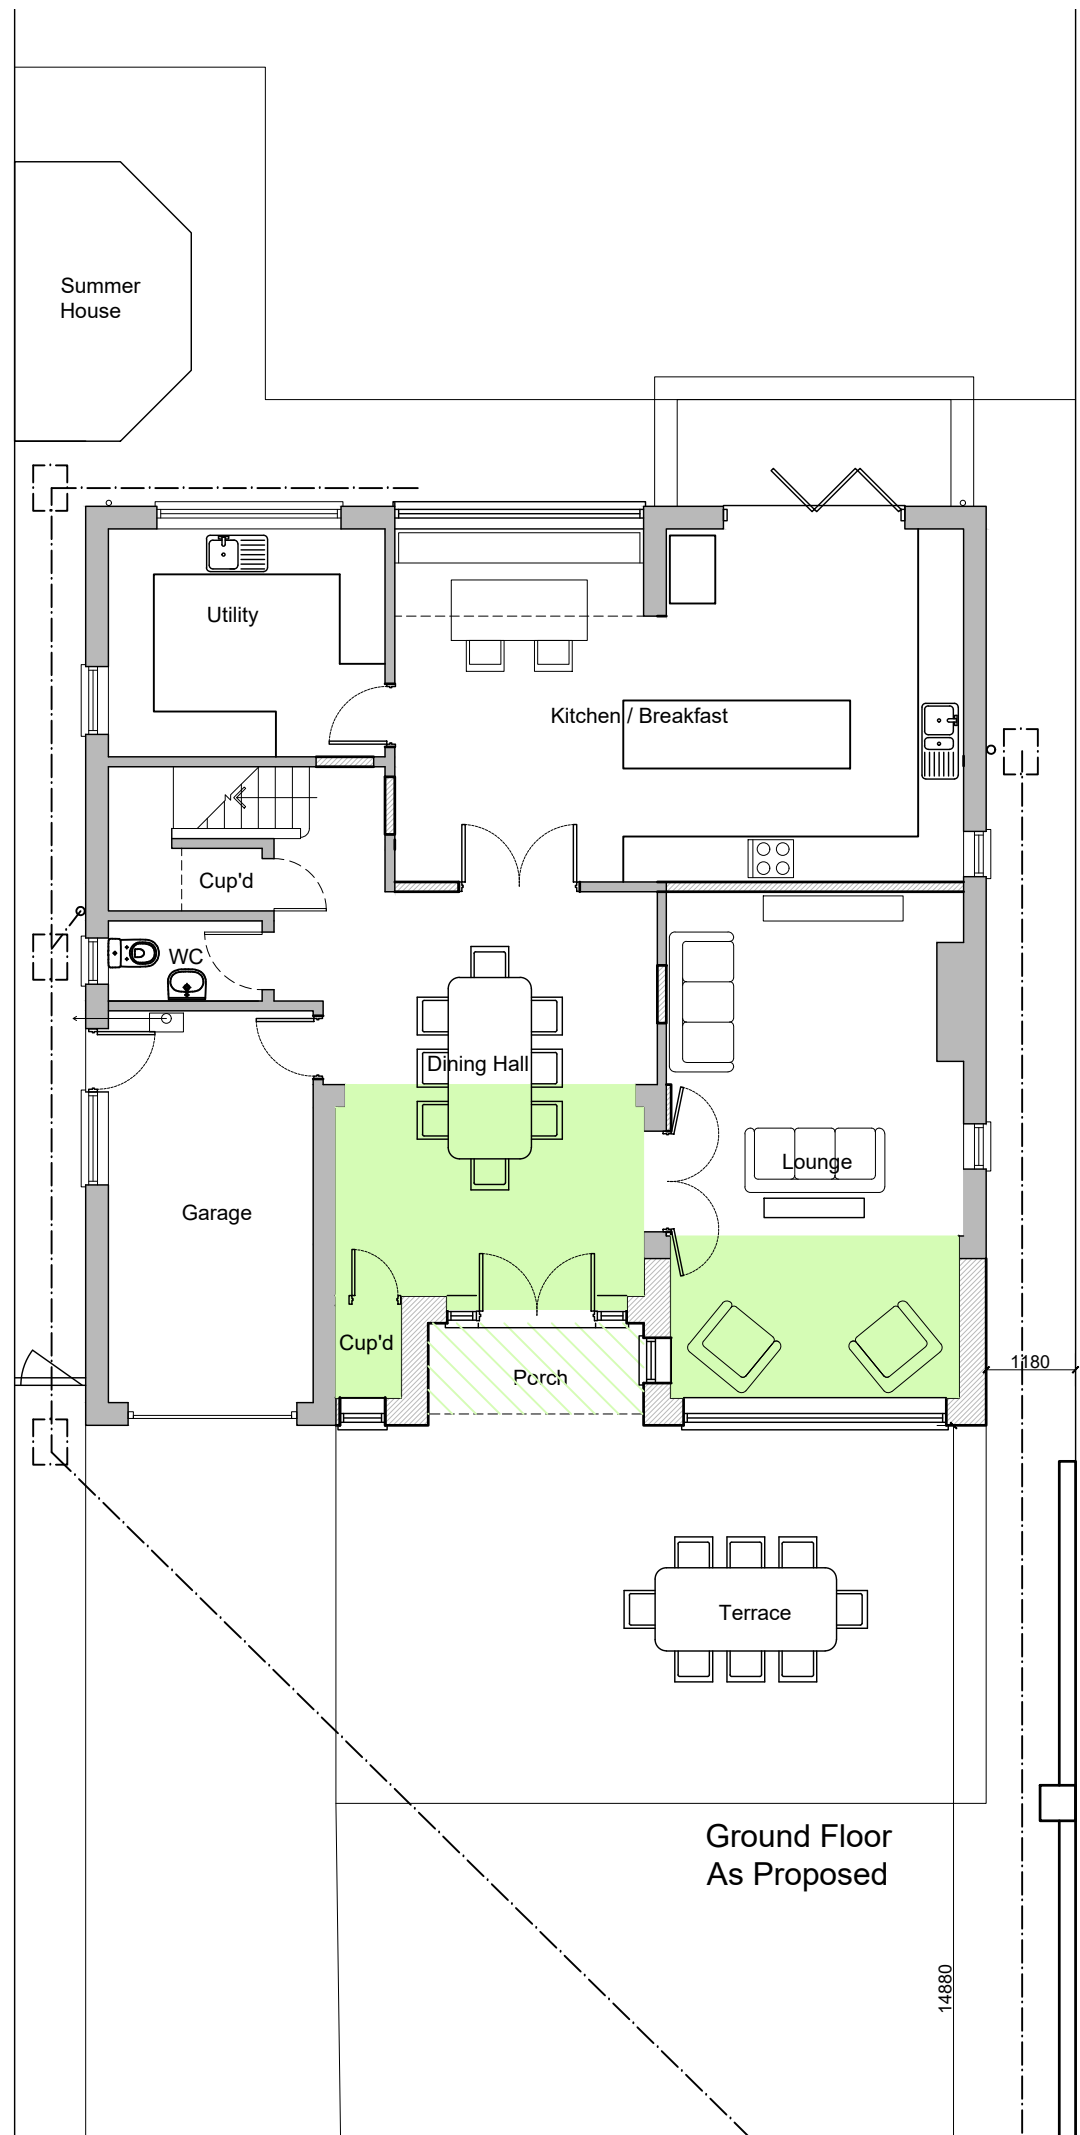 Summer
House
Utility
Kitchen / Breakfast
Cup'd
WC
Dining Hall
Lounge
Garage
Cup'd
Porch
1180
Terrace
Ground Floor
As Proposed
14880